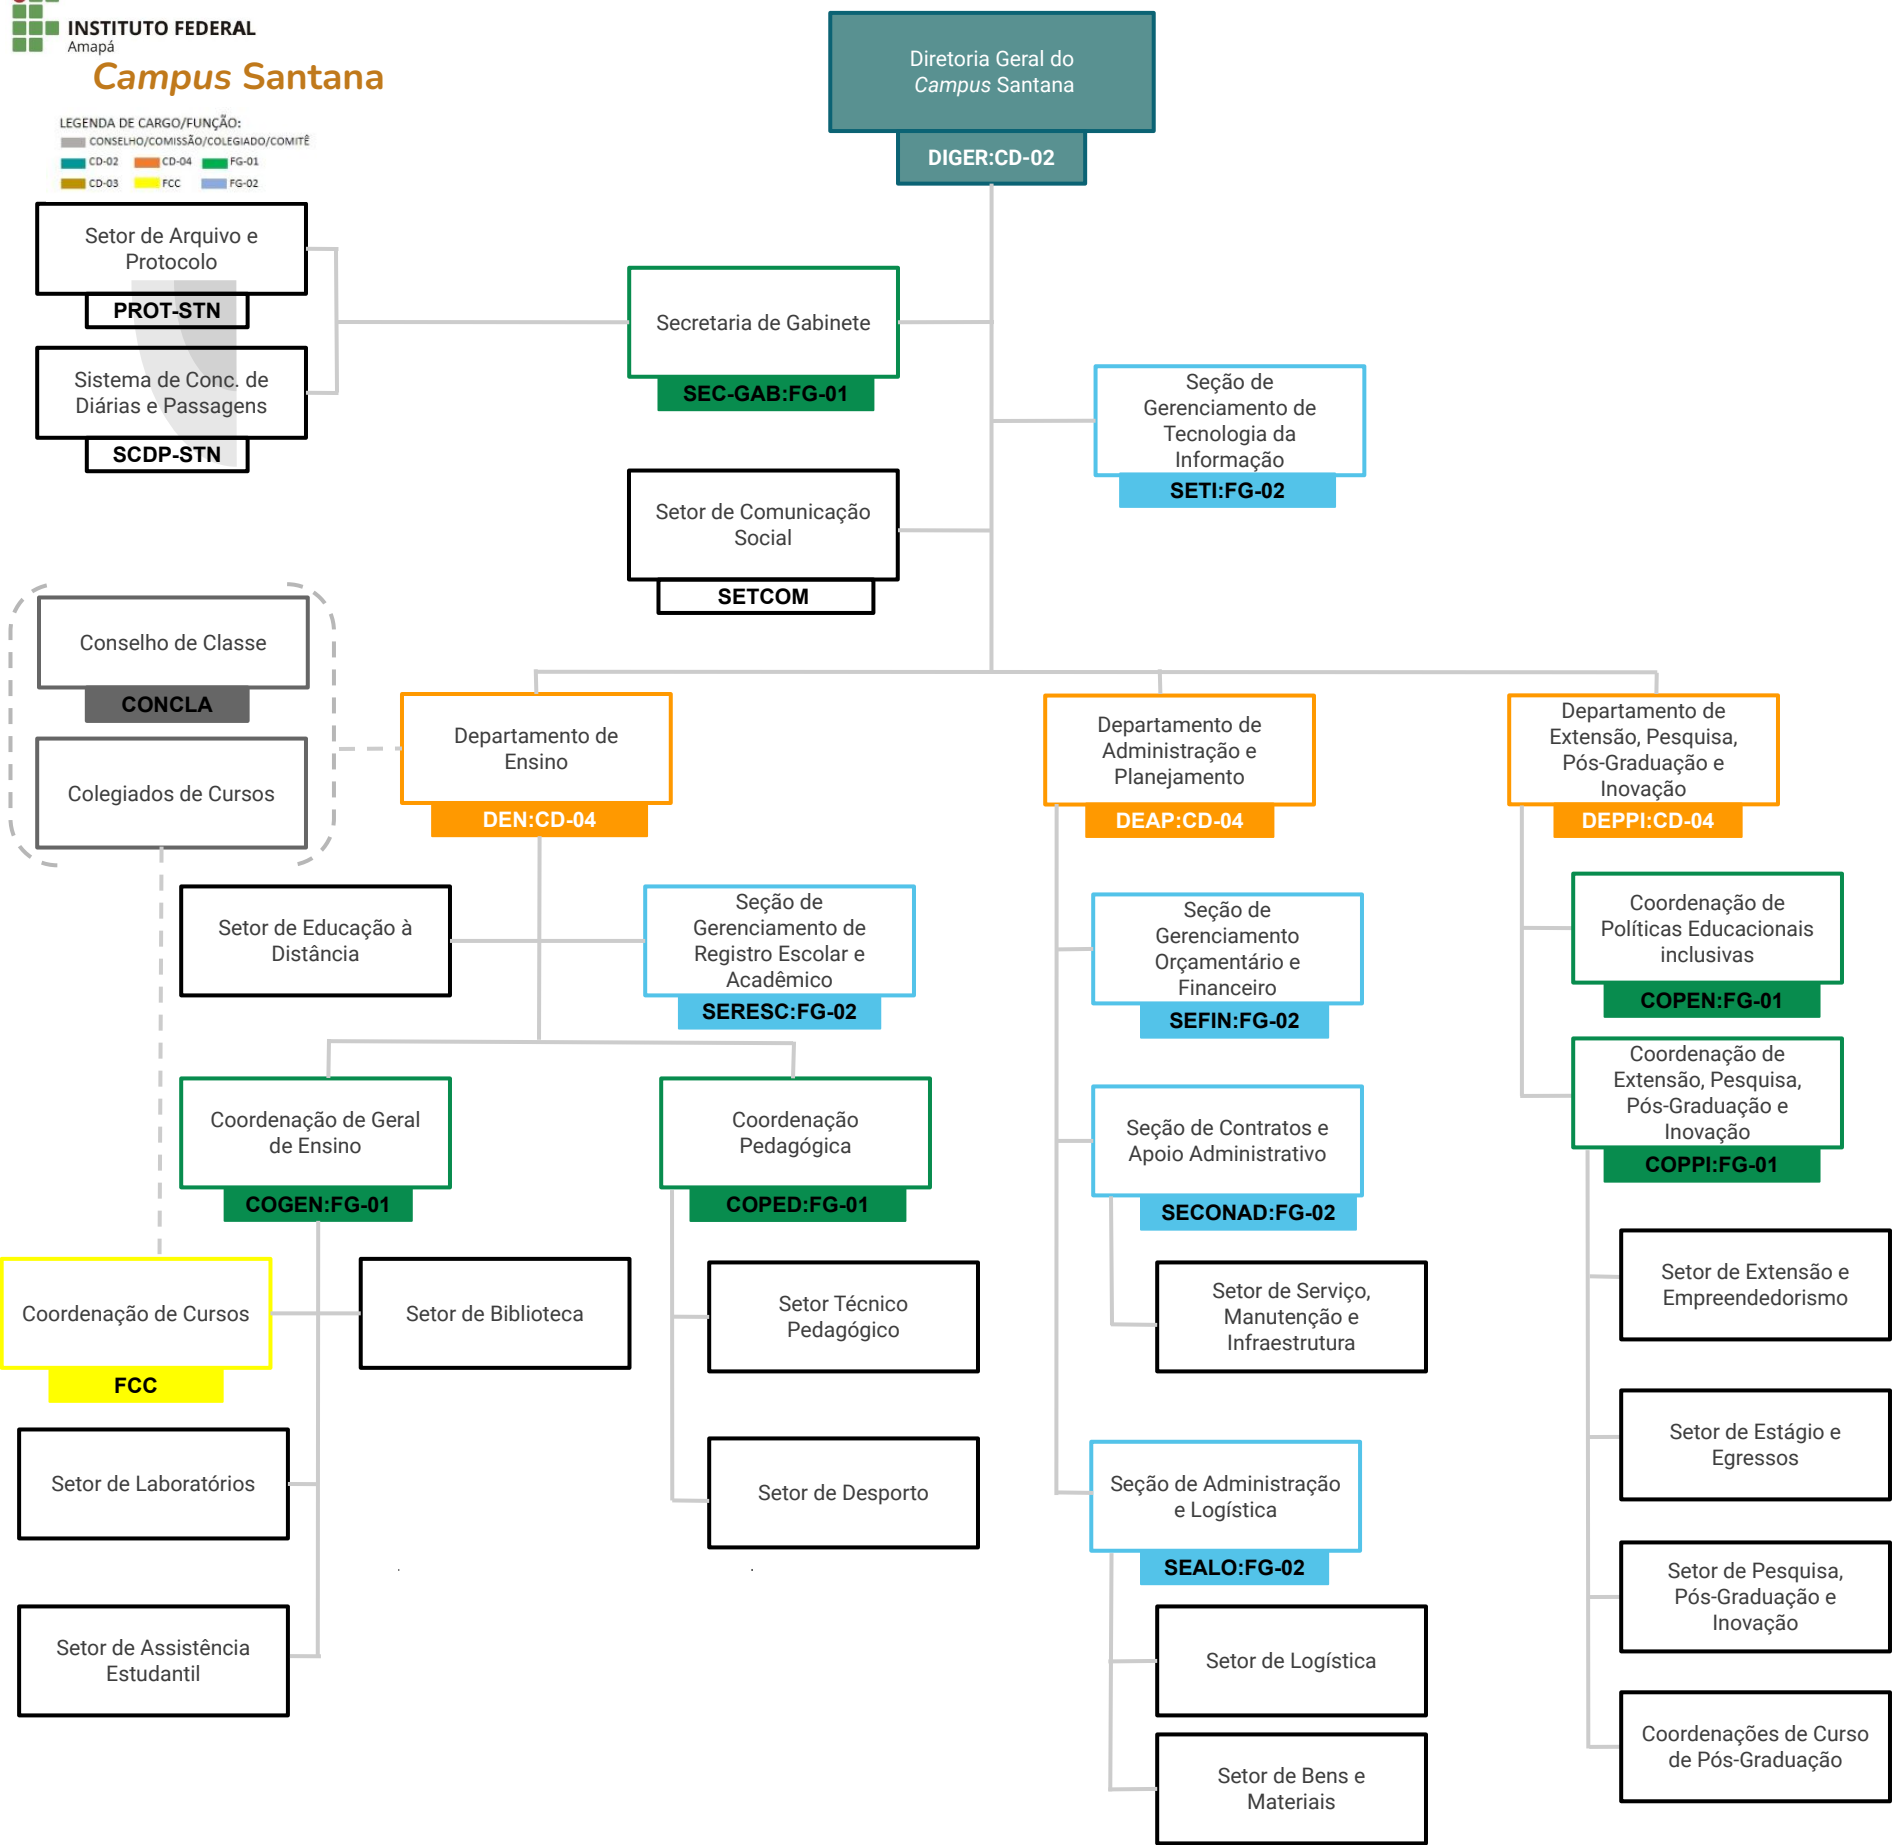 INSTITUTO FEDERAL
Amapá
Campus Santana
LEGENDA DE CARGO/FUNÇÃO:
CONSELHO/COMISSÃO/COLEGIADO/COMITÊ
CD-02 CD-04 FG-01
CD-03 FCC FG-02
Diretoria Geral do
Campus Santana
DIGER:CD-02
Setor de Arquivo e
Protocolo
PROT-STN
Sistema de Conc. de
Diárias e Passagens
SCDP-STN
Secretaria de Gabinete
SEC-GAB:FG-01
Seção de
Gerenciamento de
Tecnologia da
Informação
SETI:FG-02
Setor de Comunicação
Social
SETCOM
Conselho de Classe
CONCLA
Colegiados de Cursos
Departamento de
Ensino
DEN:CD-04
Departamento de
Administração e
Planejamento
DEAP:CD-04
Departamento de
Extensão, Pesquisa,
Pós-Graduação e
Inovação
DEPPI:CD-04
Setor de Educação à
Distância
Seção de
Gerenciamento de
Registro Escolar e
Acadêmico
SERESC:FG-02
Seção de
Gerenciamento
Orçamentário e
Financeiro
SEFIN:FG-02
Coordenação de
Políticas Educacionais
inclusivas
COPEN:FG-01
Coordenação de Geral
de Ensino
COGEN:FG-01
Coordenação
Pedagógica
COPED:FG-01
Seção de Contratos e
Apoio Administrativo
SECONAD:FG-02
Coordenação de
Extensão, Pesquisa,
Pós-Graduação e
Inovação
COPPI:FG-01
Coordenação de Cursos
FCC
Setor de Biblioteca
Setor Técnico
Pedagógico
Setor de Serviço,
Manutenção e
Infraestrutura
Setor de Extensão e
Empreendedorismo
Setor de Laboratórios
Setor de Desporto
Seção de Administração
e Logística
SEALO:FG-02
Setor de Estágio e
Egressos
Setor de Assistência
Estudantil
Setor de Logística
Setor de Pesquisa,
Pós-Graduação e
Inovação
Setor de Bens e
Materiais
Coordenações de Curso
de Pós-Graduação